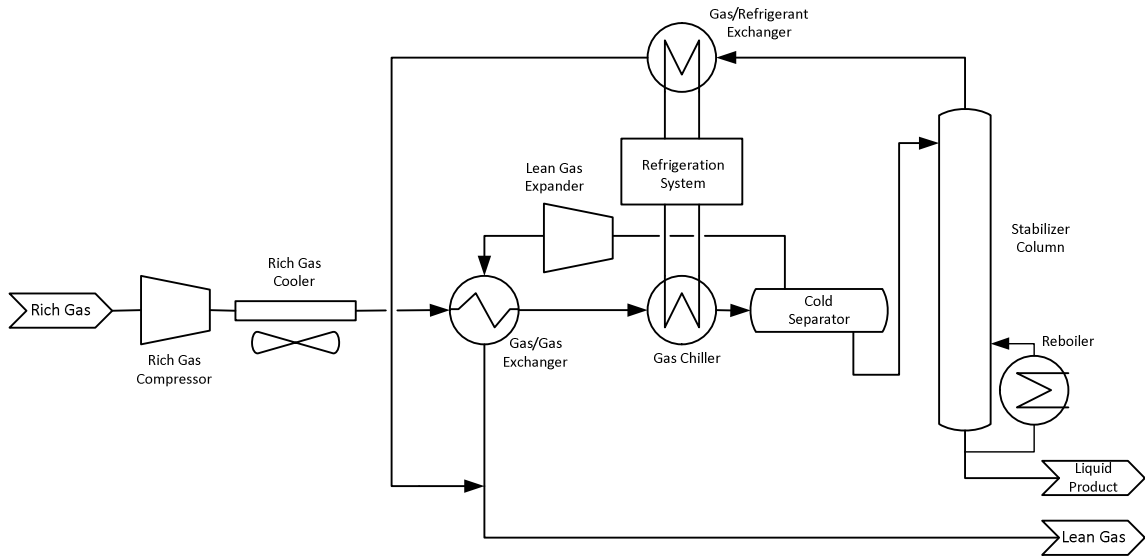 Gas/Refrigerant
Exchanger
Lean Gas
Expander
Refrigeration
System
Stabilizer
Column
Rich Gas
Cooler
Rich Gas
Cold
Separator
Rich Gas
Compressor
Gas/Gas
Exchanger
Gas Chiller
Reboiler
Liquid
Product
Lean Gas